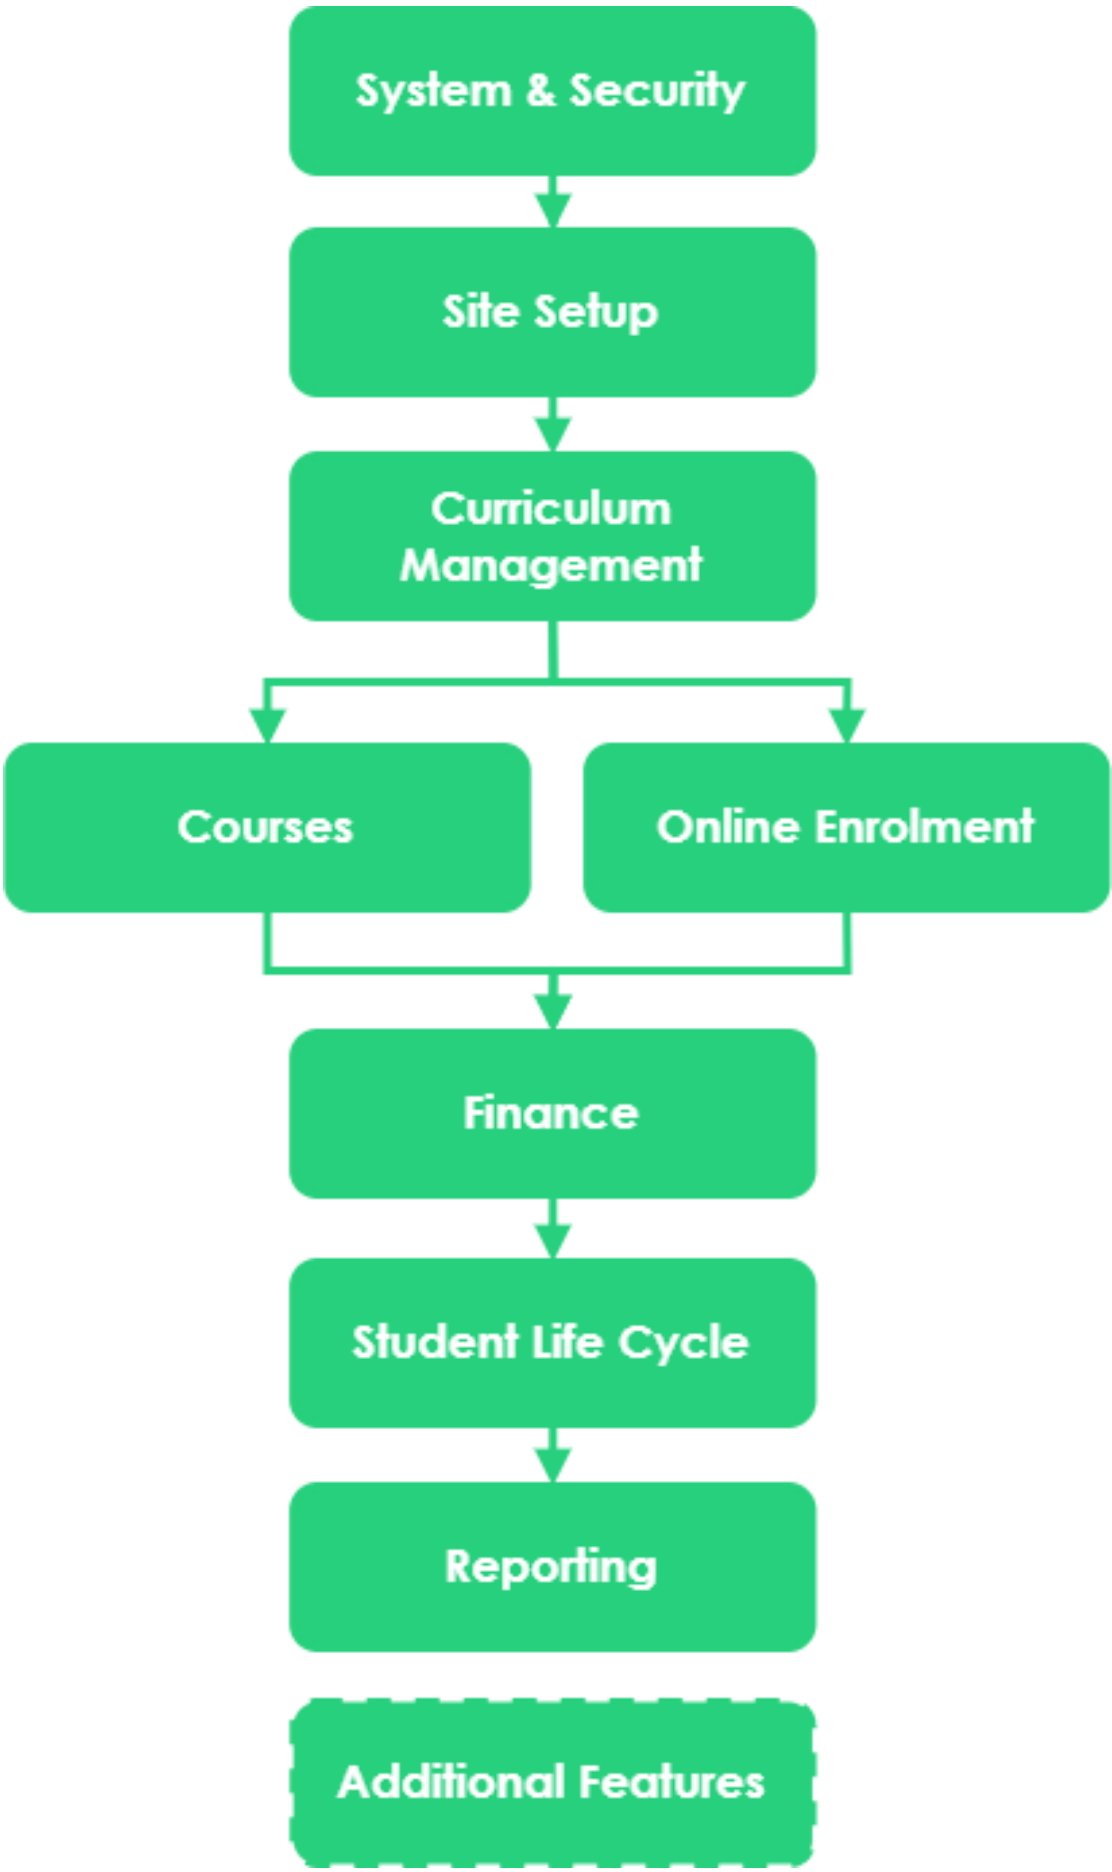 System & Security
Site Setup
Curriculum
Management
Courses
Online Enrolment
Finance
Student Life Cycle
Reporting
Additional Features